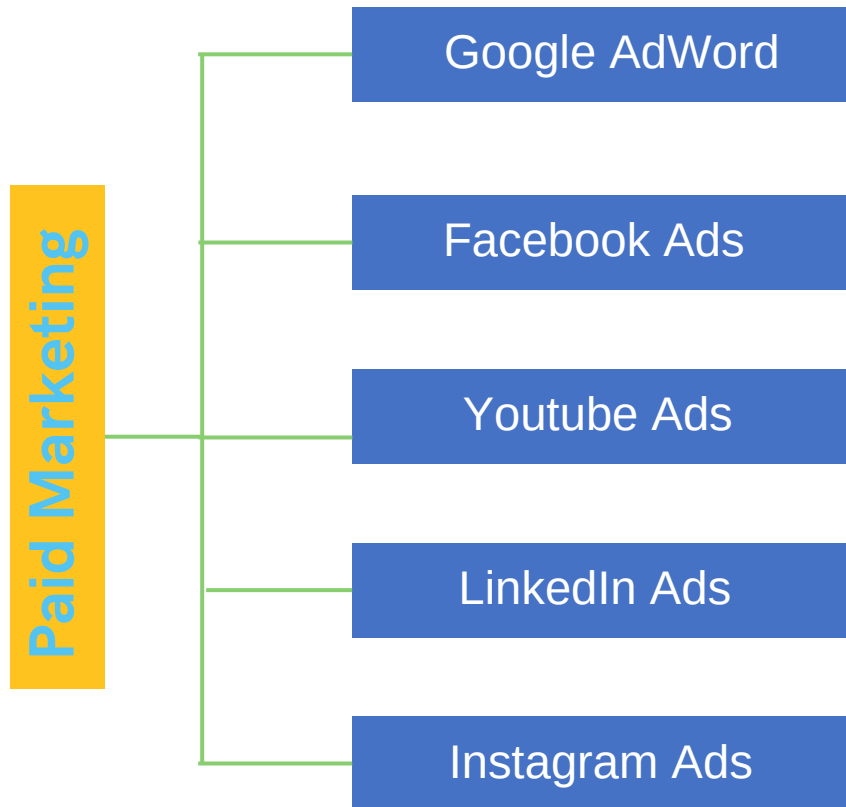 Paid Marketing
Google AdWord
Facebook Ads
Youtube Ads
LinkedIn Ads
Instagram Ads